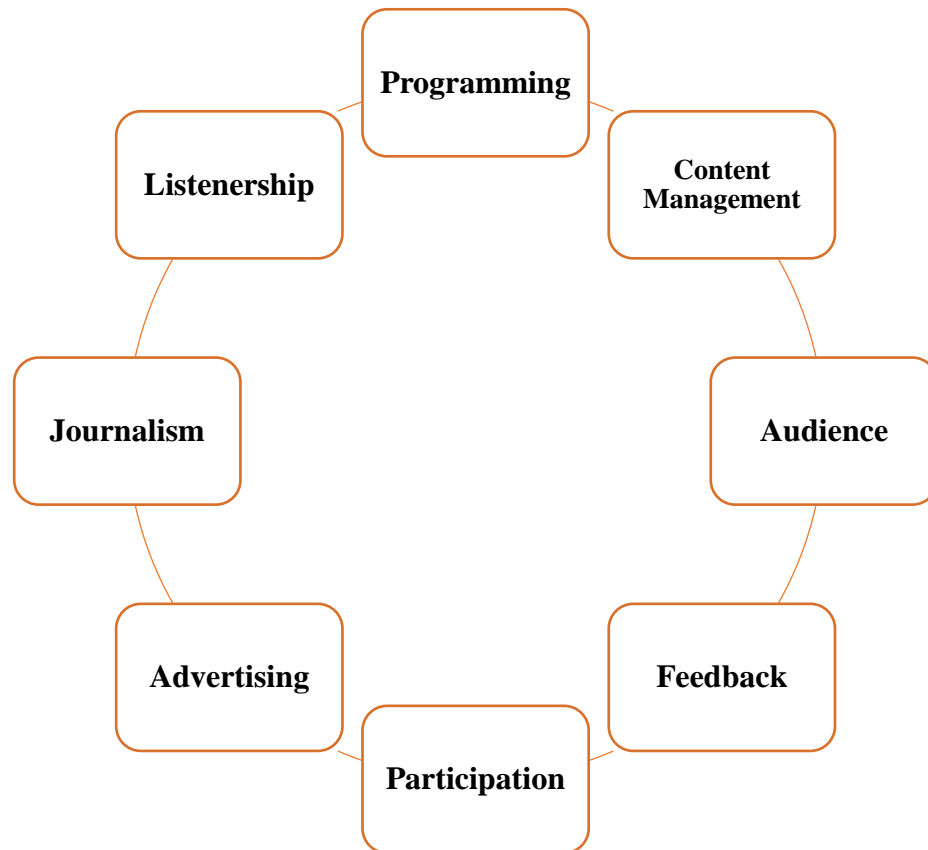 Programming
Content
Management
Audience
Feedback
Participation
Advertising
Journalism
Listenership